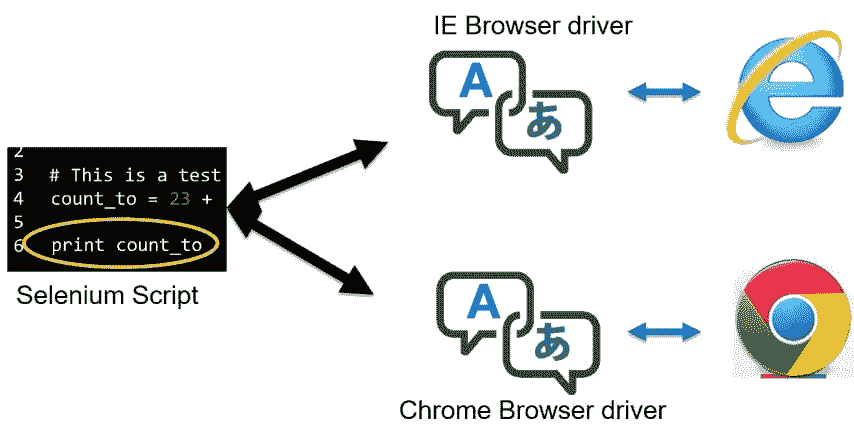 IE Browser driver
A
あ
2
3 # This is a test
4 count_to = 23 +
5
6 print count_to
Selenium Script
A
あ
Chrome Browser driver